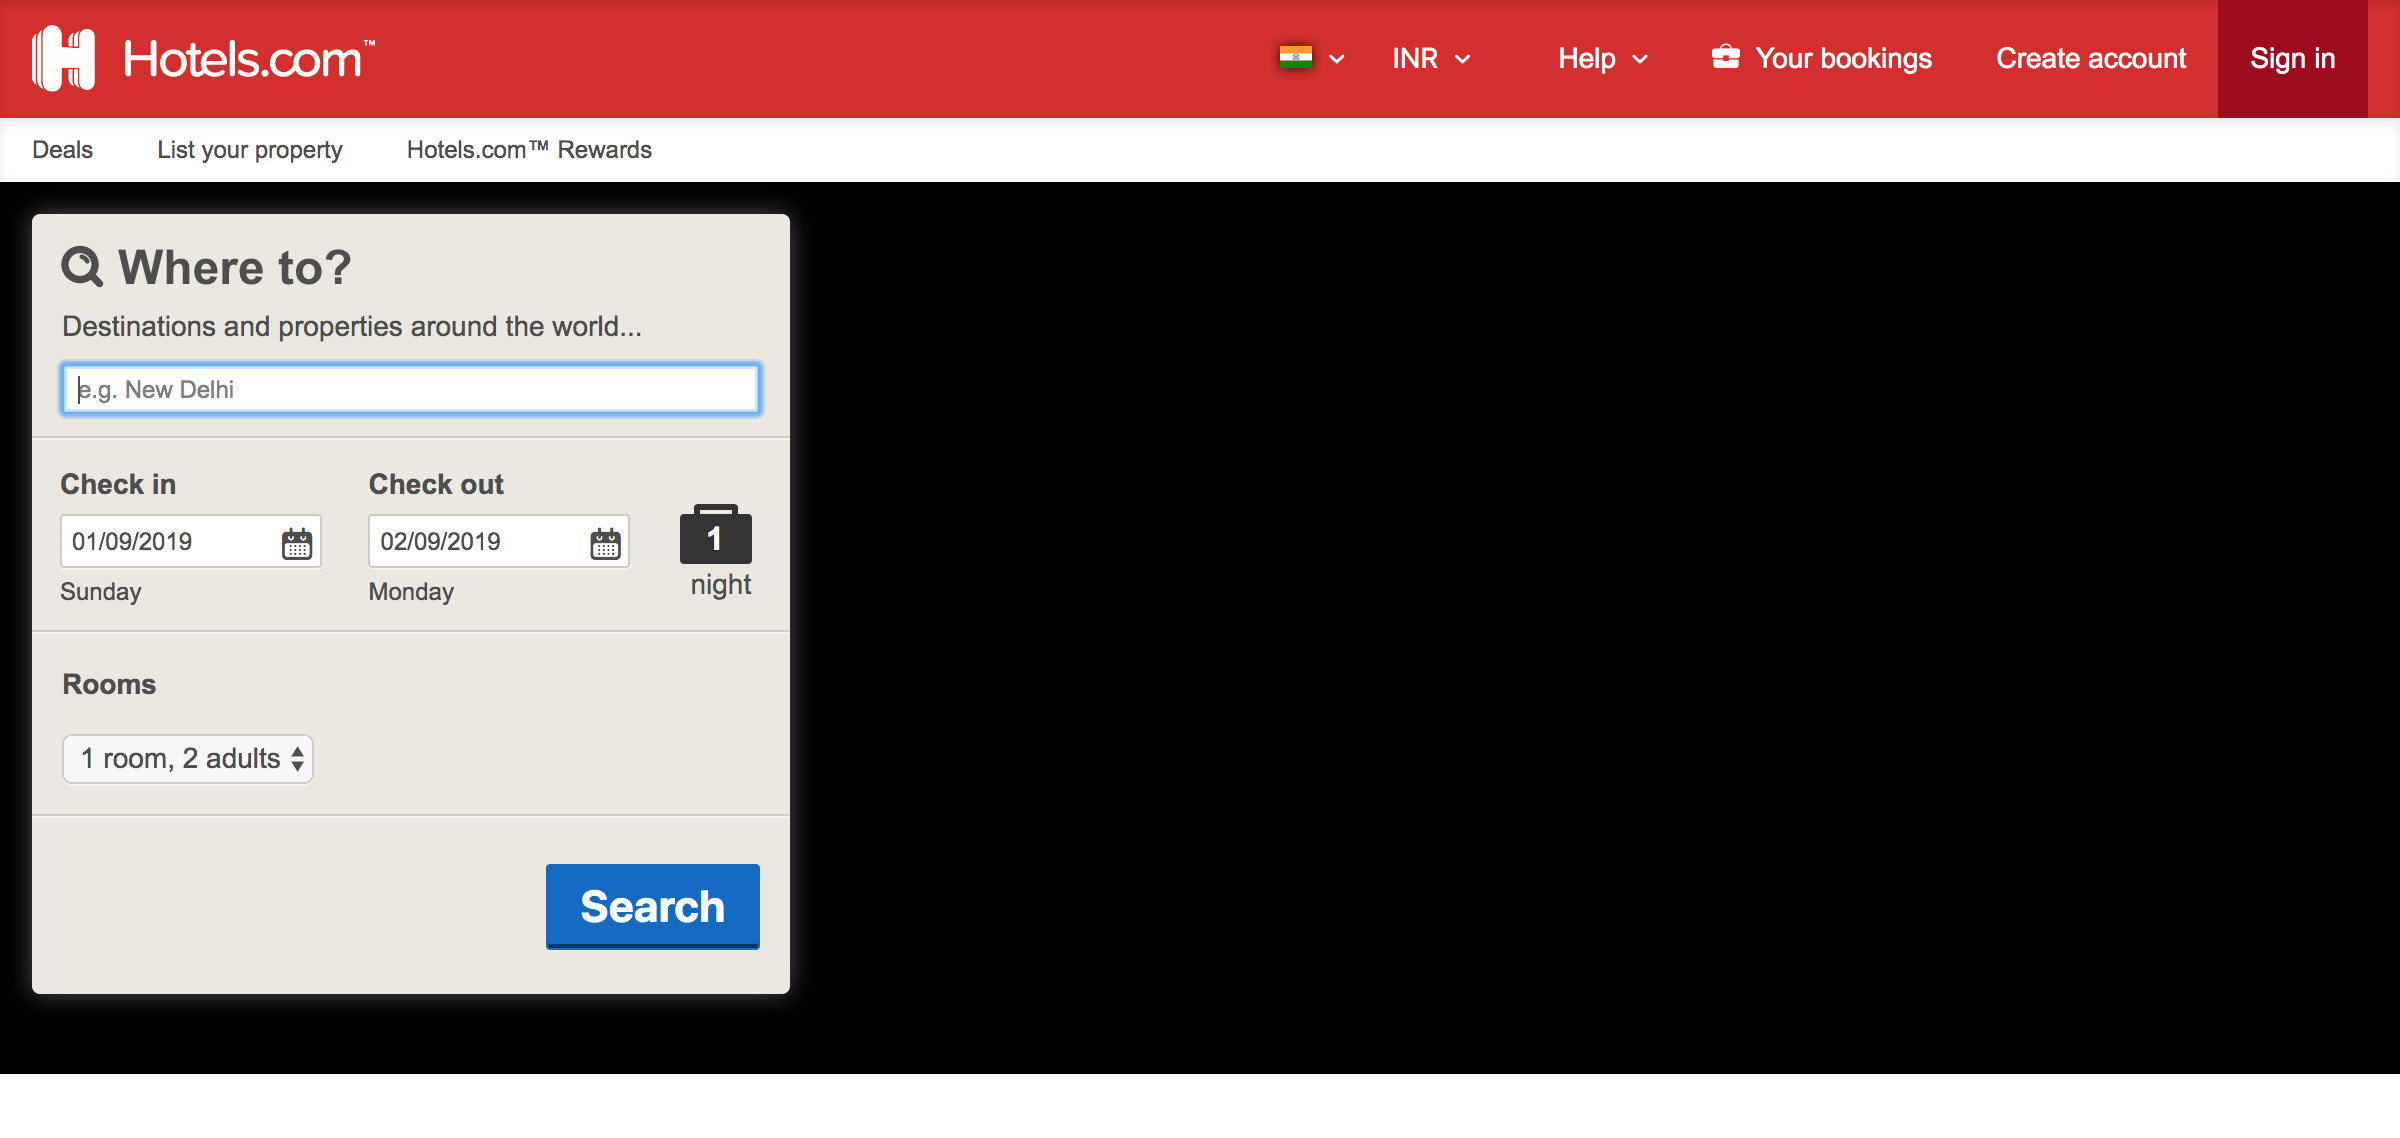 Hotels.com™
INR
Help
Your bookings
Create account
Sign in
Deals
List your property
Hotels.com™ Rewards
Where to?
Destinations and properties around the world...
e.g. New Delhi
Check in
Check out
01/09/2019
02/09/2019
1
night
Sunday
Monday
Rooms
1 room, 2 adults
Search